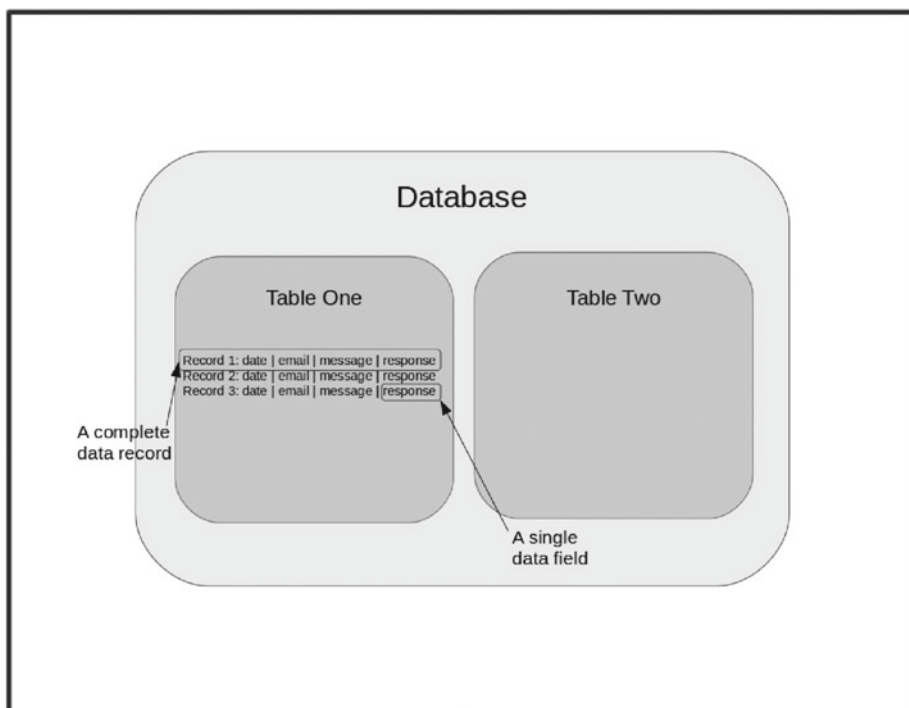 Database
Table One
Table Two
Record 1: date | email | message | response
Record 2: date | email | message | response
Record 3: date | email | message | response
A complete
data record
A single
data field